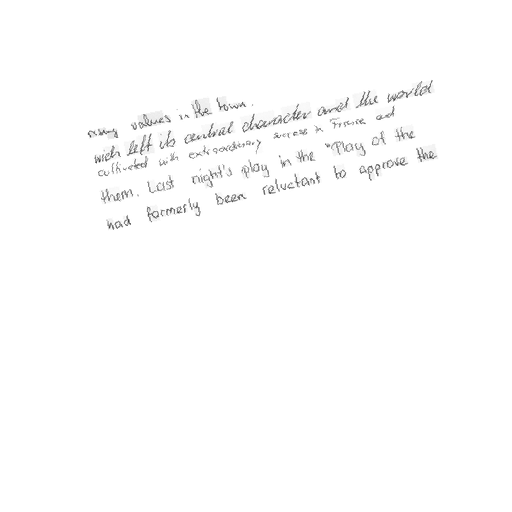 rising values in the town.
wich left its central character and the world
cultivated with extraordinary success in France and
them. Last night's play in the "Play of the
had formerly been reluctant to approve the